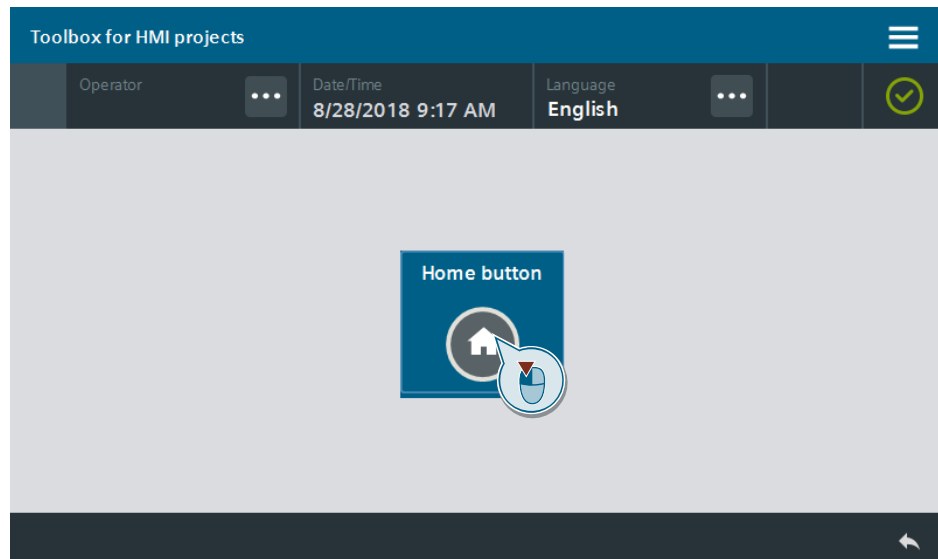 Toolbox for HMI projects
Operator
Date/Time
8/28/2018 9:17 AM
Language
English
Home button